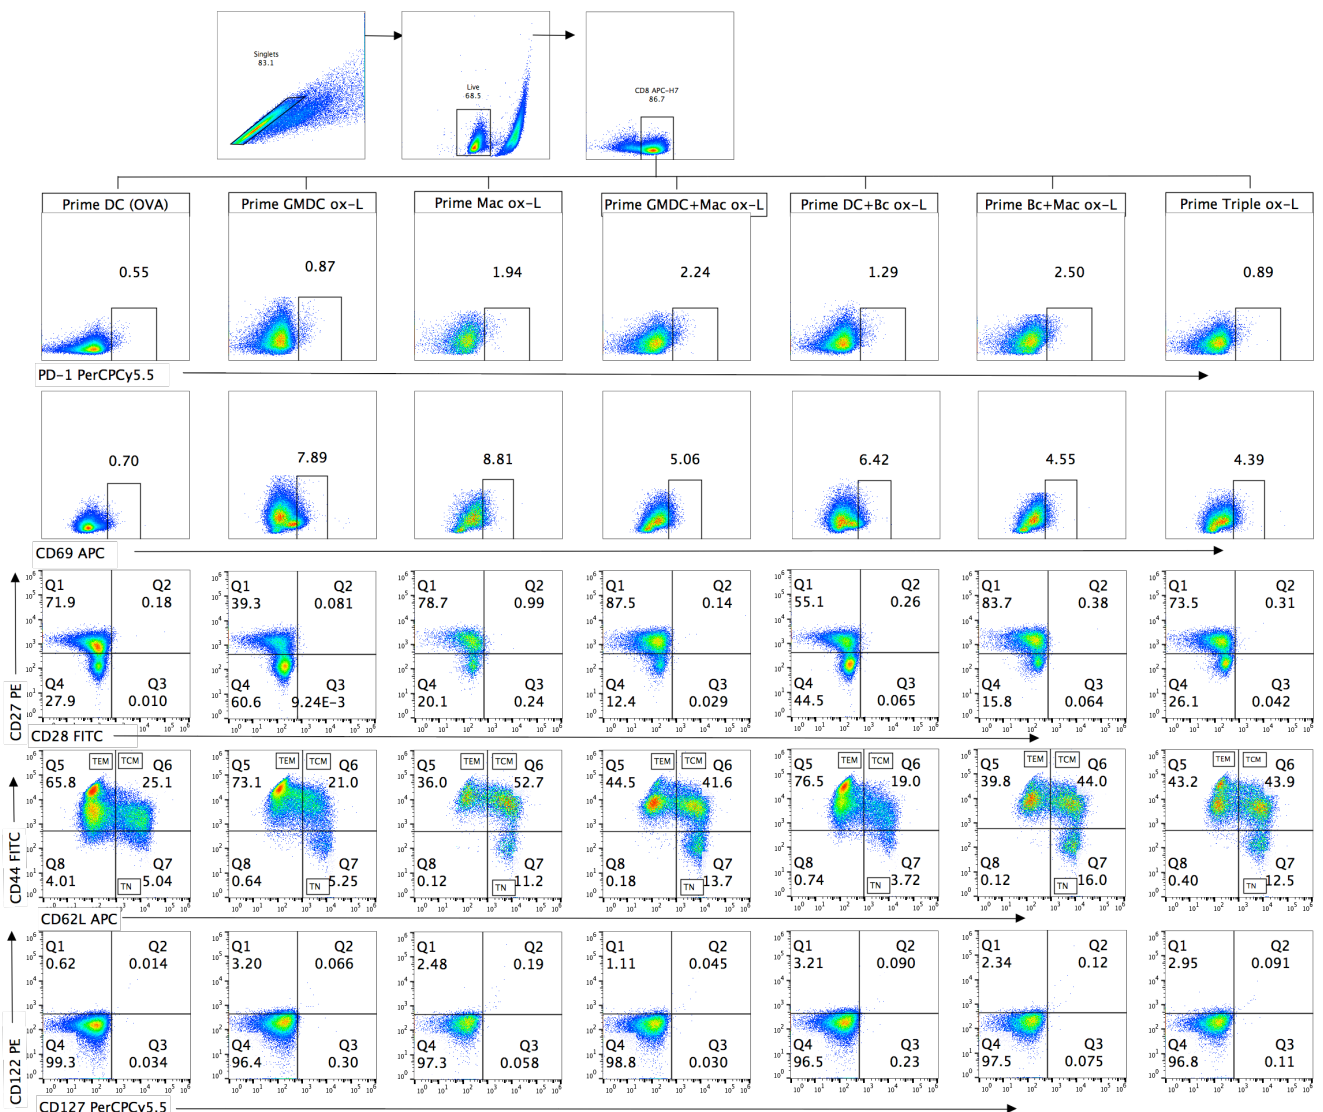 Singlets
83.1
Live
68.5
CD8 APC-H7
86.7
Prime DC (OVA) Prime GMDC ox-L Prime Mac ox-L Prime GMDC+Mac ox-L Prime DC+Bc ox-L Prime Bc+Mac ox-L Prime Triple ox-L
0.55 0.87 1.94 2.24 1.29 2.50 0.89
PD-1 PerCPCy5.5
0.70 7.89 8.81 5.06 6.42 4.55 4.39
CD69 APC
CD27 PE
Q1 Q2 Q1 Q2 Q1 Q2 Q1 Q2 Q1 Q2 Q1 Q2 Q1 Q2
71.9 0.18 39.3 0.081 78.7 0.99 87.5 0.14 55.1 0.26 83.7 0.38 73.5 0.31
Q4 Q3 Q4 Q3 Q4 Q3 Q4 Q3 Q4 Q3 Q4 Q3 Q4 Q3
27.9 0.010 60.6 9.24E-3 20.1 0.24 12.4 0.029 44.5 0.065 15.8 0.064 26.1 0.042
CD28 FITC
CD44 FITC
Q5 TEM TCM Q6 Q5 TEM TCM Q6 Q5 TEM TCM Q6 Q5 TEM TCM Q6 Q5 TEM TCM Q6 Q5 TEM TCM Q6 Q5 TEM TCM Q6
65.8 25.1 73.1 21.0 36.0 52.7 44.5 41.6 76.5 19.0 39.8 44.0 43.2 43.9
Q8 Q7 Q8 Q7 Q8 Q7 Q8 Q7 Q8 Q7 Q8 Q7 Q8 Q7
4.01 TN 5.04 0.64 TN 5.25 0.12 TN 11.2 0.18 TN 13.7 0.74 TN 3.72 0.12 TN 16.0 0.40 TN 12.5
CD62L APC
CD122 PE
Q1 Q2 Q1 Q2 Q1 Q2 Q1 Q2 Q1 Q2 Q1 Q2 Q1 Q2
0.62 0.014 3.20 0.066 2.48 0.19 1.11 0.045 3.21 0.090 2.34 0.12 2.95 0.091
Q4 Q3 Q4 Q3 Q4 Q3 Q4 Q3 Q4 Q3 Q4 Q3 Q4 Q3
99.3 0.034 96.4 0.30 97.3 0.058 98.8 0.030 96.5 0.23 97.5 0.075 96.8 0.11
CD127 PerCPCy5.5